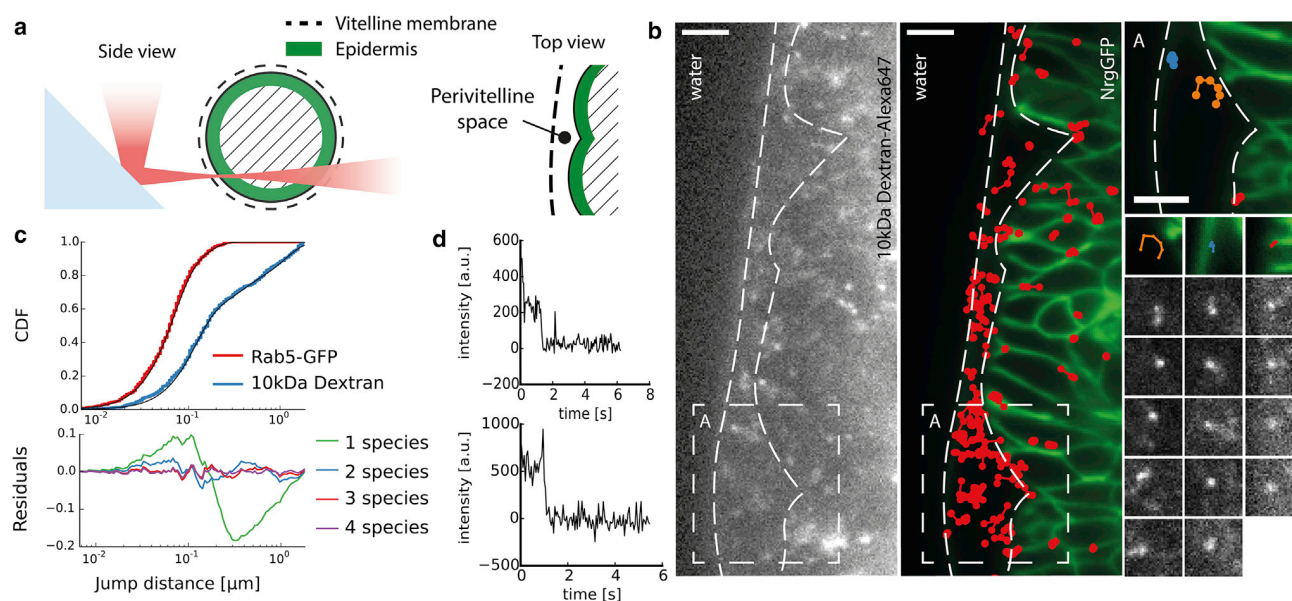 a
Side view
Vitelline membrane
Epidermis
Top view
Perivitelline
space
b
water
10kDa Dextran-Alexa647
A
water
NrgGFP
A
A
c
CDF
1.0
0.8
0.6
0.4
0.2
0.0
Rab5-GFP
10kDa Dextran
10⁻² 10⁻¹ 10⁰
Residuals
0.1
0.0
−0.1
−0.2
1 species
2 species
3 species
4 species
10⁻² 10⁻¹ 10⁰
Jump distance [µm]
d
intensity [a.u.]
600
400
200
0
−200
0 2 4 6 8
time [s]
intensity [a.u.]
1000
500
0
−500
0 2 4 6
time [s]